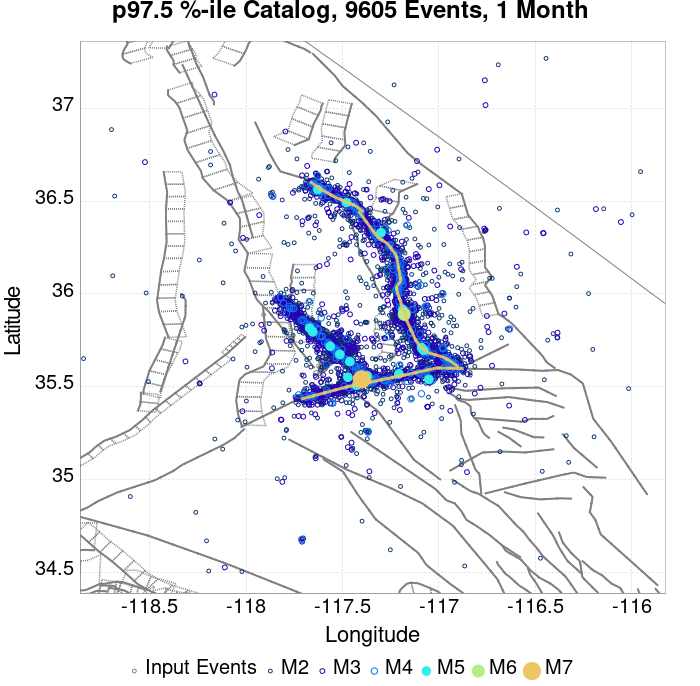 p97.5 %-ile Catalog, 9605 Events, 1 Month
37
36.5
36
35.5
35
34.5
Latitude
-118.5 -118 -117.5 -117 -116.5 -116
Longitude
Input Events M2 M3 M4 M5 M6 M7